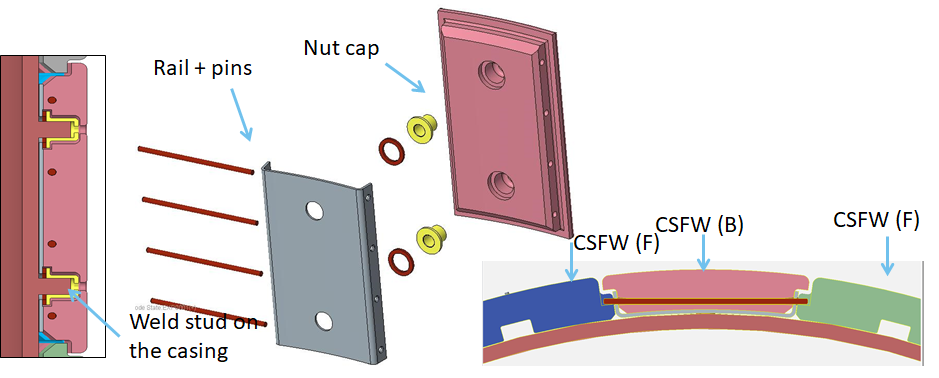 Nut cap
Rail + pins
CSFW (F)
CSFW (B)
CSFW (F)
Weld stud on
the casing